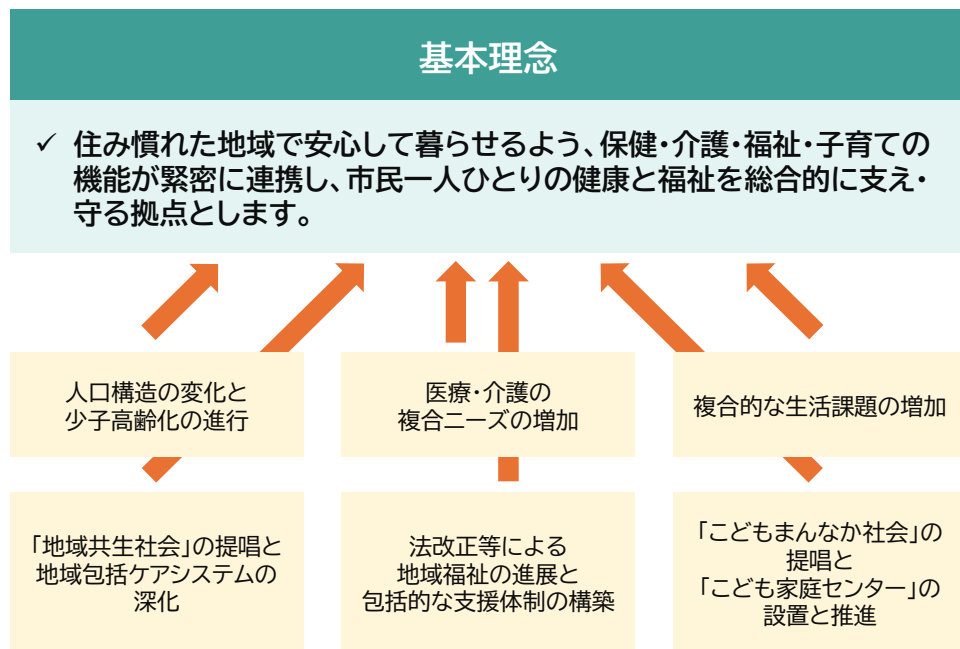 基本理念
✓ 住み慣れた地域で安心して暮らせるよう、保健・介護・福祉・子育ての
機能が緊密に連携し、市民一人ひとりの健康と福祉を総合的に支え・
守る拠点とします。
人口構造の変化と
少子高齢化の進行
医療・介護の
複合ニーズの増加
複合的な生活課題の増加
「地域共生社会」の提唱と
地域包括ケアシステムの
深化
法改正等による
地域福祉の進展と
包括的な支援体制の構築
「こどもまんなか社会」の
提唱と
「こども家庭センター」の
設置と推進